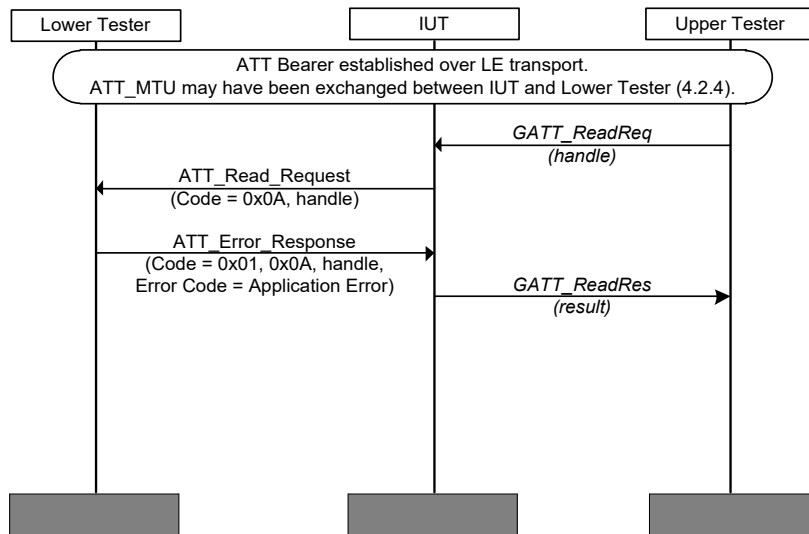 Lower Tester
IUT
Upper Tester
ATT Bearer established over LE transport.
ATT_MTU may have been exchanged between IUT and Lower Tester (4.2.4).
GATT_ReadReq
(handle)
ATT_Read_Request
(Code = 0x0A, handle)
ATT_Error_Response
(Code = 0x01, 0x0A, handle,
Error Code = Application Error)
GATT_ReadRes
(result)